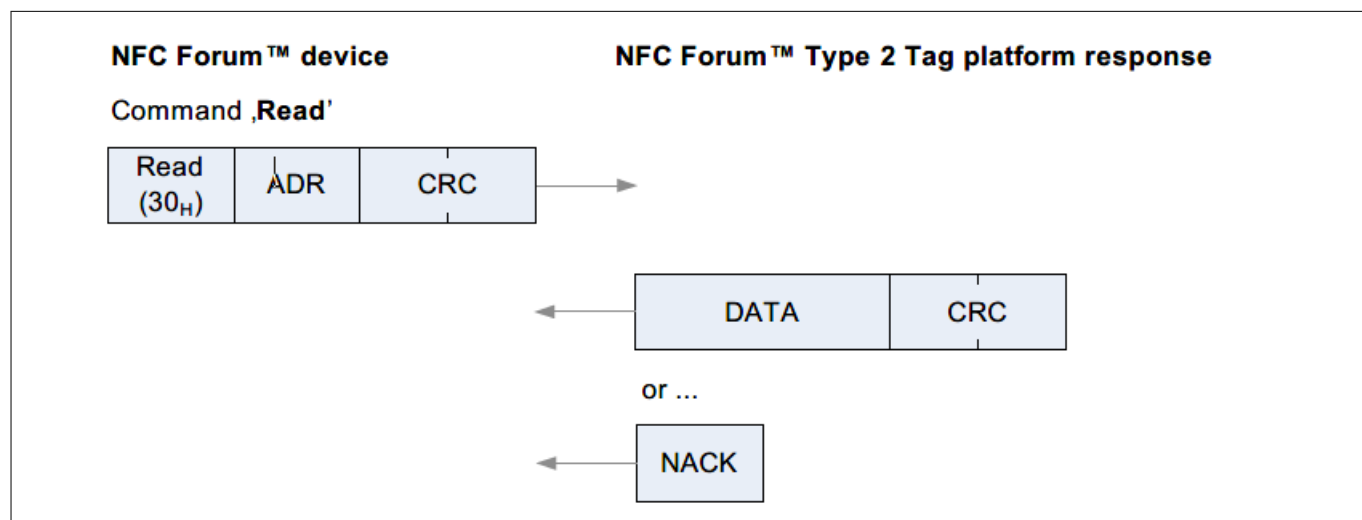 NFC Forum™ device
NFC Forum™ Type 2 Tag platform response
Command ‚Read’
Read
(30H)
ADR
CRC
DATA
CRC
or ...
NACK